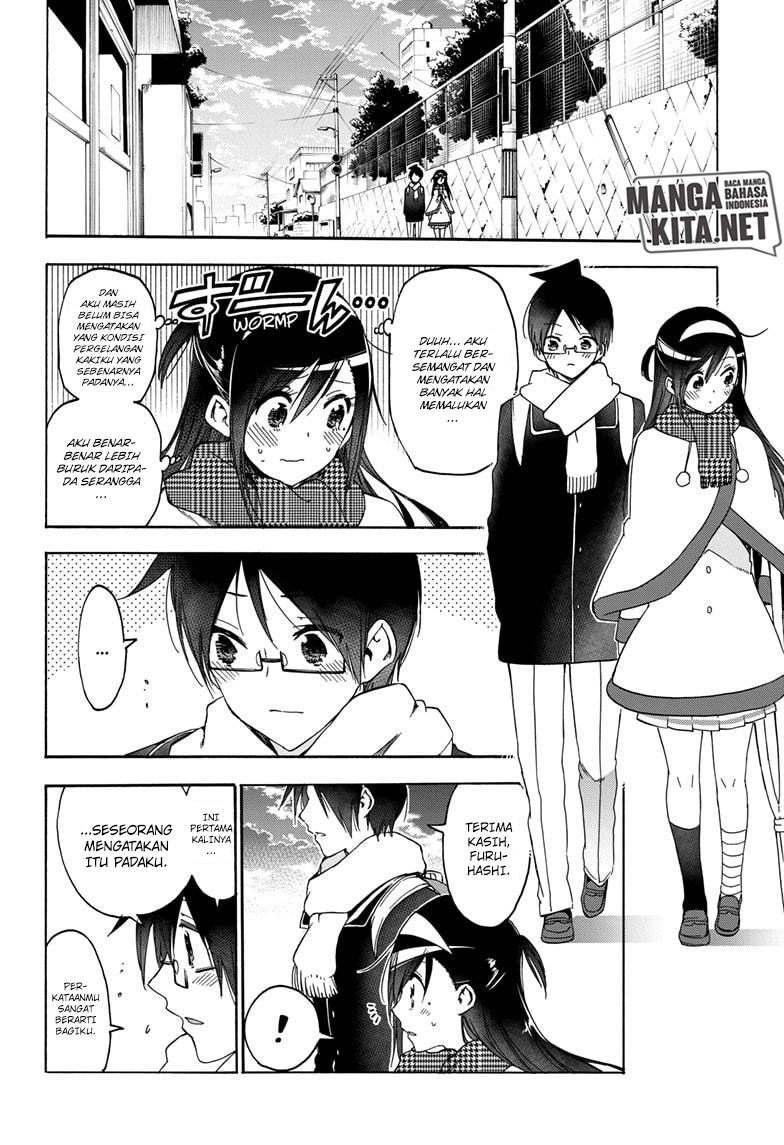 MANGA
KITA.NET
BACA MANGA
BAHASA
INDONESIA
DUUH... AKU
TERLALU BER-
SEMANGAT DAN
MENGATAKAN
BANYAK HAL
MEMALUKAN
...
ずーーん...
WORMP
DAN
AKU MASIH
BELUM BISA
MENGATAKAN
YANG KONDISI
PERGELANGAN
KAKIKU YANG
SEBENARNYA
PADANYA...
AKU BENAR-
BENAR LEBIH
BURUK DARIPA-
DA SERANGGA
...
...
TERIMA
KASIH,
FURU-
HASHI.
!
INI
PERTAMA
KALINYA
...
...SESEORANG
MENGATAKAN
ITU PADAKU.
PER-
KATAANMU
SANGAT
BERARTI
BAGIKU.